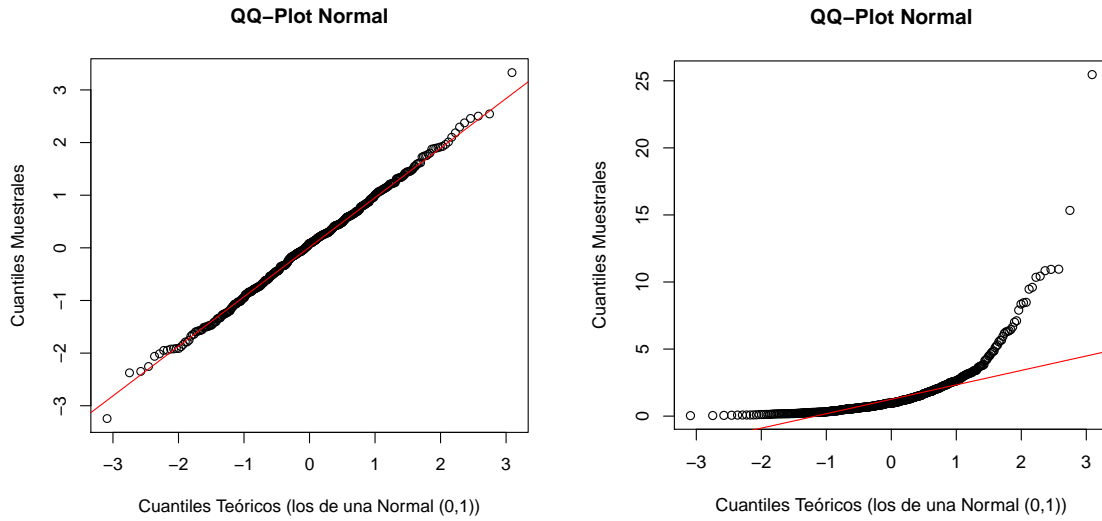 QQ−Plot Normal
3
2
1
0
−1
−2
−3
Cuantiles Muestrales
−3 −2 −1 0 1 2 3
Cuantiles Teóricos (los de una Normal (0,1))
QQ−Plot Normal
25
20
15
10
5
0
Cuantiles Muestrales
−3 −2 −1 0 1 2 3
Cuantiles Teóricos (los de una Normal (0,1))